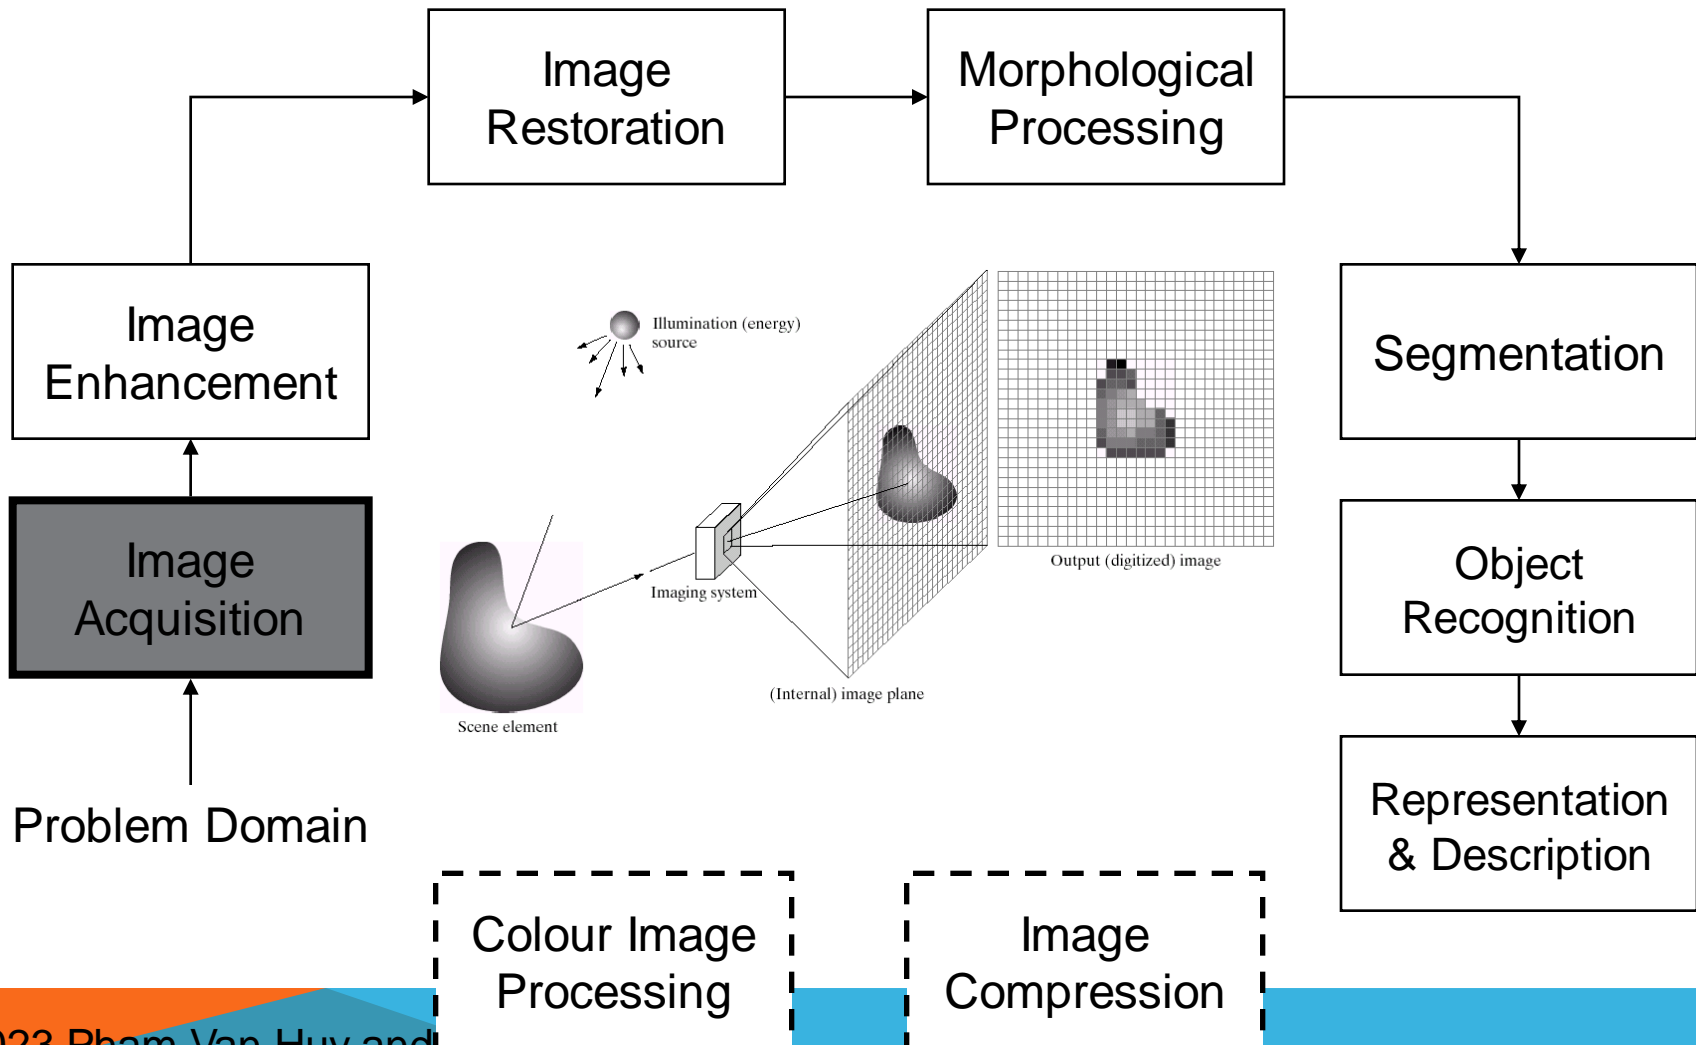 Image
Restoration
Morphological
Processing
Image
Enhancement
Illumination (energy)
source
Segmentation
Output (digitized) image
Image
Acquisition
Imaging system
Object
Recognition
(Internal) image plane
Scene element
Problem Domain
Representation
& Description
Colour Image
Processing
Image
Compression
Pham Van Huy and